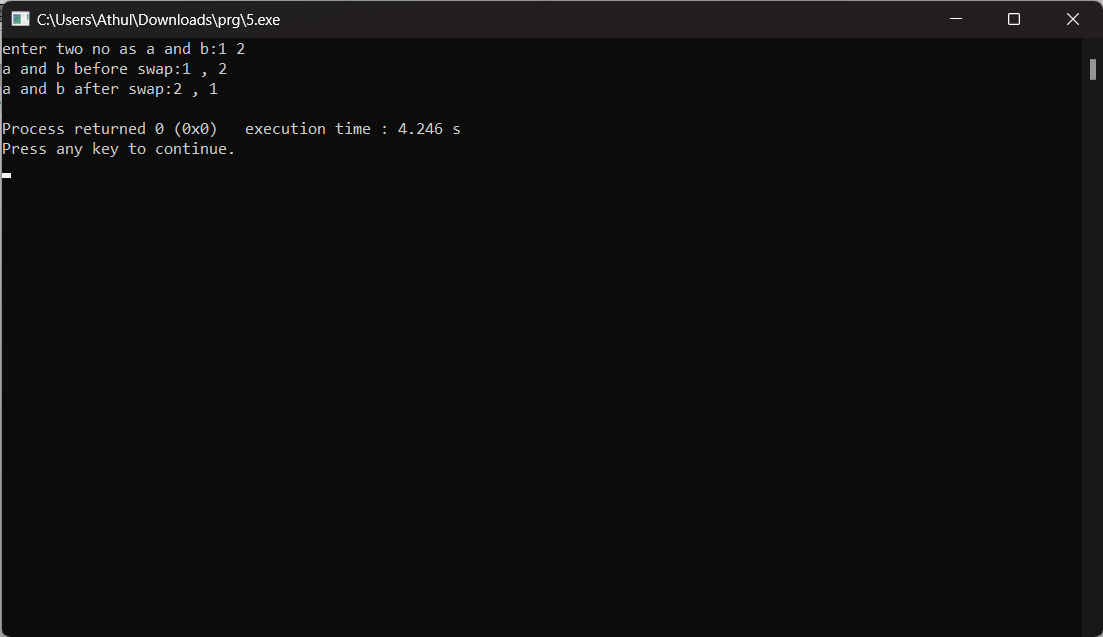 C:\Users\Athul\Downloads\prg\5.exe
enter two no as a and b:1 2
a and b before swap:1 , 2
a and b after swap:2 , 1
Process returned 0 (0x0)   execution time : 4.246 s
Press any key to continue.